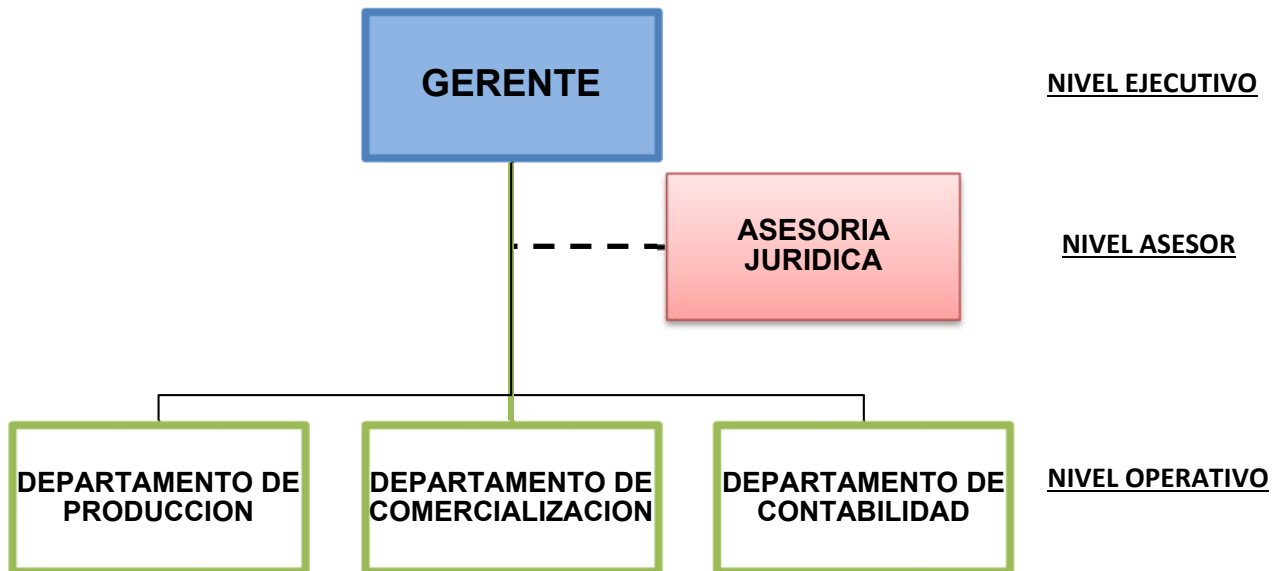 GERENTE
NIVEL EJECUTIVO
ASESORIA
JURIDICA
NIVEL ASESOR
DEPARTAMENTO DE
PRODUCCION
DEPARTAMENTO DE
COMERCIALIZACION
DEPARTAMENTO DE
CONTABILIDAD
NIVEL OPERATIVO